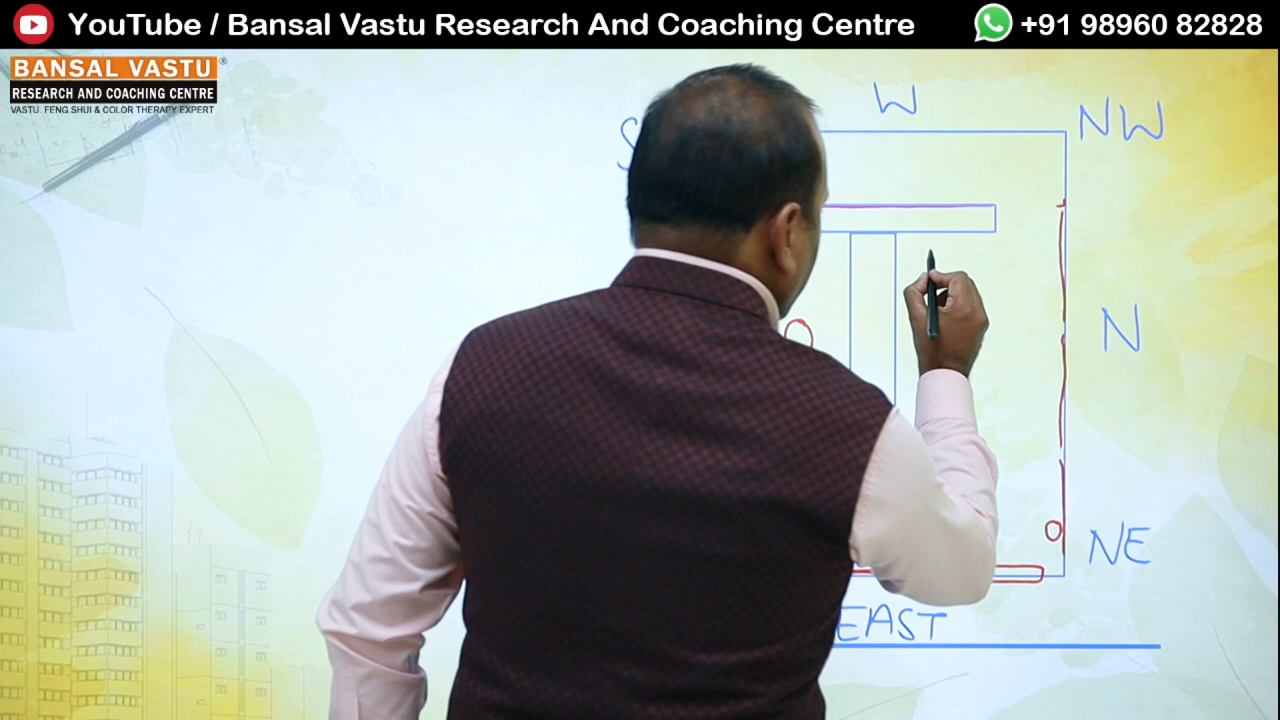 YouTube / Bansal Vastu Research And Coaching Centre
+91 98960 82828
BANSAL VASTU®
RESEARCH AND COACHING CENTRE
VASTU, FENG SHUI & COLOR THERAPY EXPERT
W
NW
S
N
NE
EAST